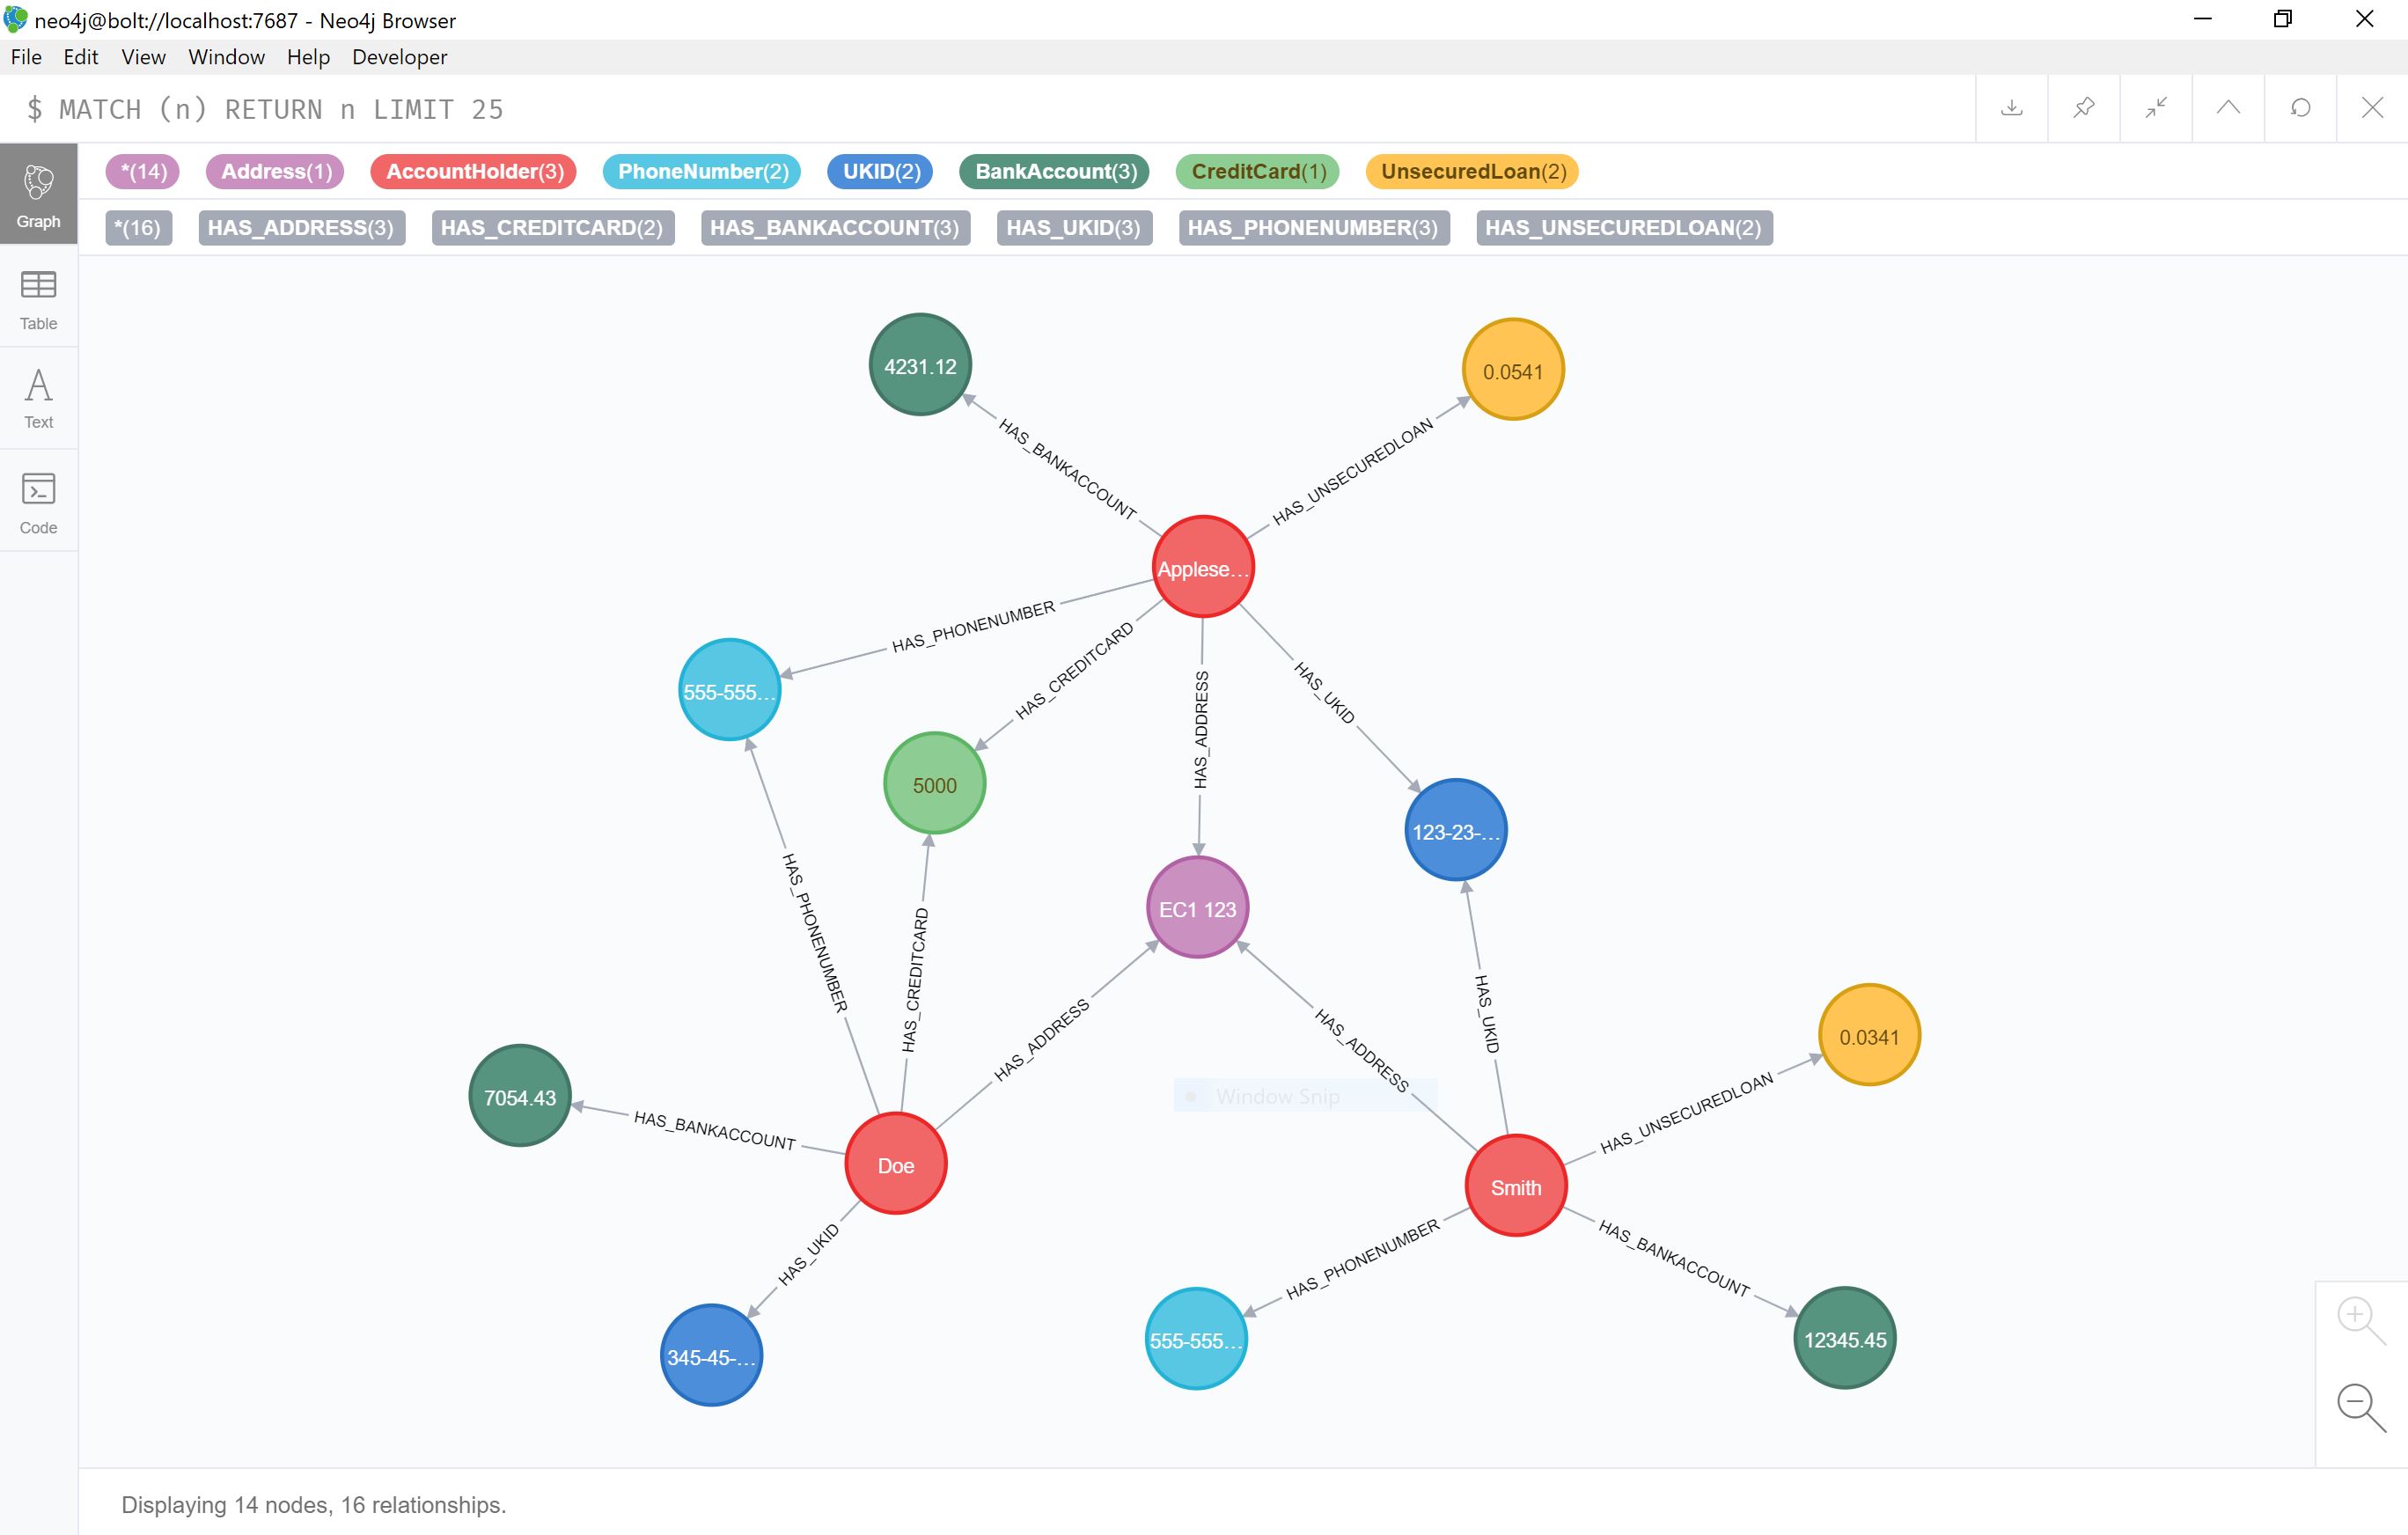 neo4j@bolt://localhost:7687 - Neo4j Browser
File Edit View Window Help Developer
$ MATCH (n) RETURN n LIMIT 25
*(14) Address(1) AccountHolder(3) PhoneNumber(2) UKID(2) BankAccount(3) CreditCard(1) UnsecuredLoan(2)
*(16) HAS_ADDRESS(3) HAS_CREDITCARD(2) HAS_BANKACCOUNT(3) HAS_UKID(3) HAS_PHONENUMBER(3) HAS_UNSECUREDLOAN(2)
Graph
Table
Text
Code
4231.12
0.0541
HAS_BANKACCOUNT
HAS_UNSECUREDLOAN
Applese...
HAS_PHONENUMBER
HAS_CREDITCARD
HAS_ADDRESS
HAS_UKID
555-555...
5000
123-23-...
EC1 123
HAS_PHONENUMBER
HAS_CREDITCARD
HAS_ADDRESS
HAS_ADDRESS
HAS_UKID
0.0341
7054.43
HAS_BANKACCOUNT
Window Snip
HAS_UNSECUREDLOAN
Doe
Smith
HAS_UKID
HAS_PHONENUMBER
HAS_BANKACCOUNT
345-45-...
555-555...
12345.45
Displaying 14 nodes, 16 relationships.